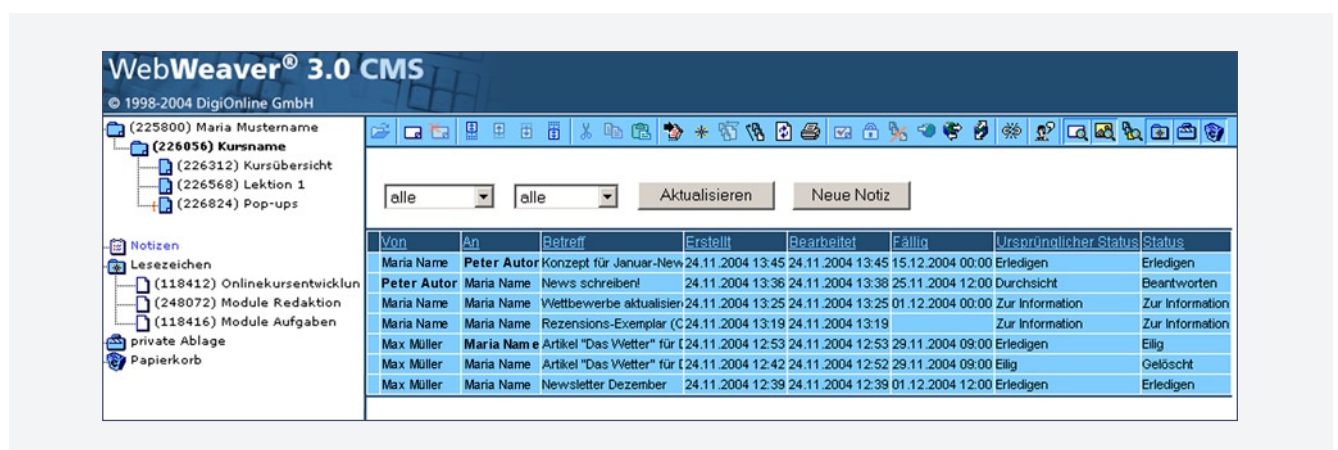 WebWeaver® 3.0 CMS
© 1998-2004 DigiOnline GmbH
(225800) Maria Mustername
(226056) Kursname
(226312) Kursübersicht
(226568) Lektion 1
(226824) Pop-ups
Notizen
Lesezeichen
(118412) Onlinekursentwicklun
(248072) Module Redaktion
(118416) Module Aufgaben
private Ablage
Papierkorb
alle alle Aktualisieren Neue Notiz
Von An Betreff Erstellt Bearbeitet Fällig Ursprünglicher Status Status
Maria Name Peter Autor Konzept für Januar-New 24.11.2004 13:45 24.11.2004 13:45 15.12.2004 00:00 Erledigen Erledigen
Peter Autor Maria Name News schreiben! 24.11.2004 13:36 24.11.2004 13:38 25.11.2004 12:00 Durchsicht Beantworten
Maria Name Maria Name Wettbewerbe aktualisier 24.11.2004 13:25 24.11.2004 13:25 01.12.2004 00:00 Zur Information Zur Information
Maria Name Maria Name Rezensions-Exemplar (C 24.11.2004 13:19 24.11.2004 13:19 Zur Information Zur Information
Max Müller Maria Name Artikel "Das Wetter" für 24.11.2004 12:53 24.11.2004 12:53 29.11.2004 09:00 Erledigen Eilig
Max Müller Maria Name Artikel "Das Wetter" für 24.11.2004 12:42 24.11.2004 12:52 29.11.2004 09:00 Eilig Gelöscht
Max Müller Maria Name Newsletter Dezember 24.11.2004 12:39 24.11.2004 12:39 01.12.2004 12:00 Erledigen Erledigen